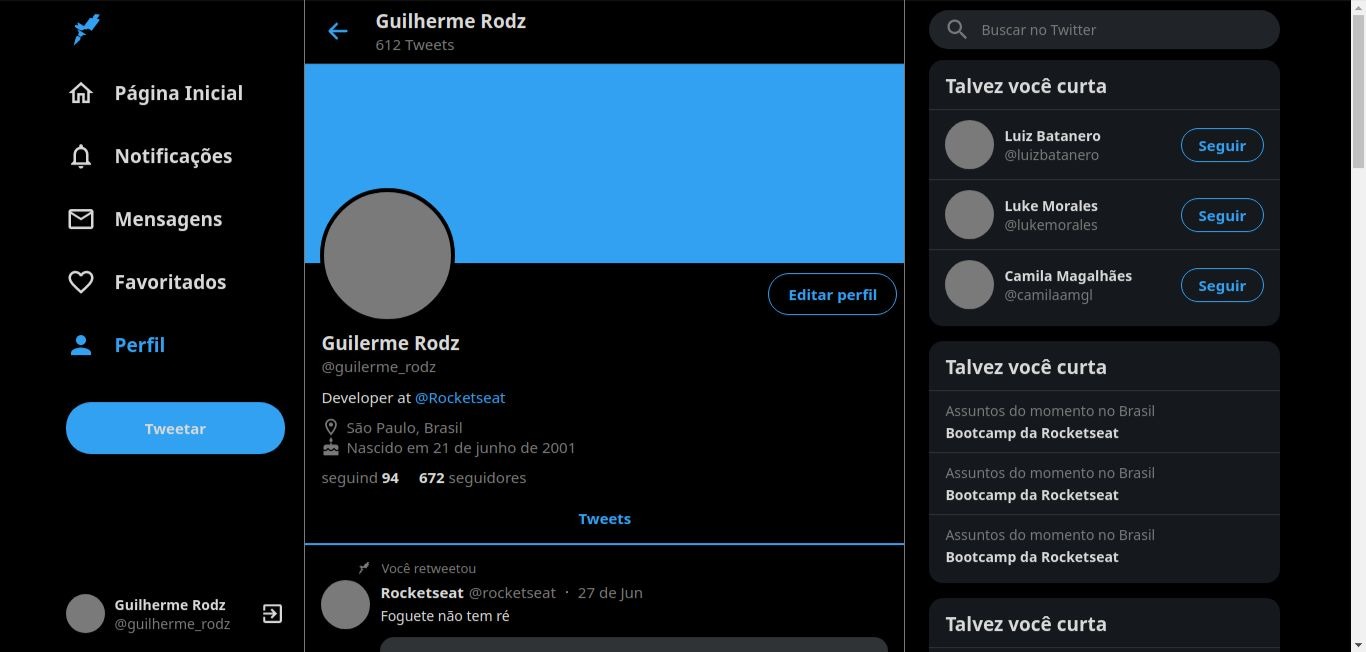 Página Inicial
Notificações
Mensagens
Favoritados
Perfil
Tweetar
Guilherme Rodz
@guilherme_rodz
Guilherme Rodz
612 Tweets
Editar perfil
Guilerme Rodz
@guilerme_rodz
Developer at @Rocketseat
São Paulo, Brasil
Nascido em 21 de junho de 2001
seguind 94 672 seguidores
Tweets
Você retweetou
Rocketseat @rocketseat · 27 de Jun
Foguete não tem ré
Buscar no Twitter
Talvez você curta
Luiz Batanero
@luizbatanero
Seguir
Luke Morales
@lukemorales
Seguir
Camila Magalhães
@camilaamgl
Seguir
Talvez você curta
Assuntos do momento no Brasil
Bootcamp da Rocketseat
Assuntos do momento no Brasil
Bootcamp da Rocketseat
Assuntos do momento no Brasil
Bootcamp da Rocketseat
Talvez você curta